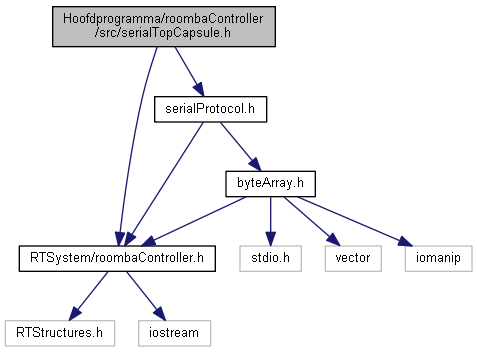 Hoofdprogramma/roombaController
/src/serialTopCapsule.h
serialProtocol.h
byteArray.h
RTSystem/roombaController.h
stdio.h
vector
iomanip
RTStructures.h
iostream